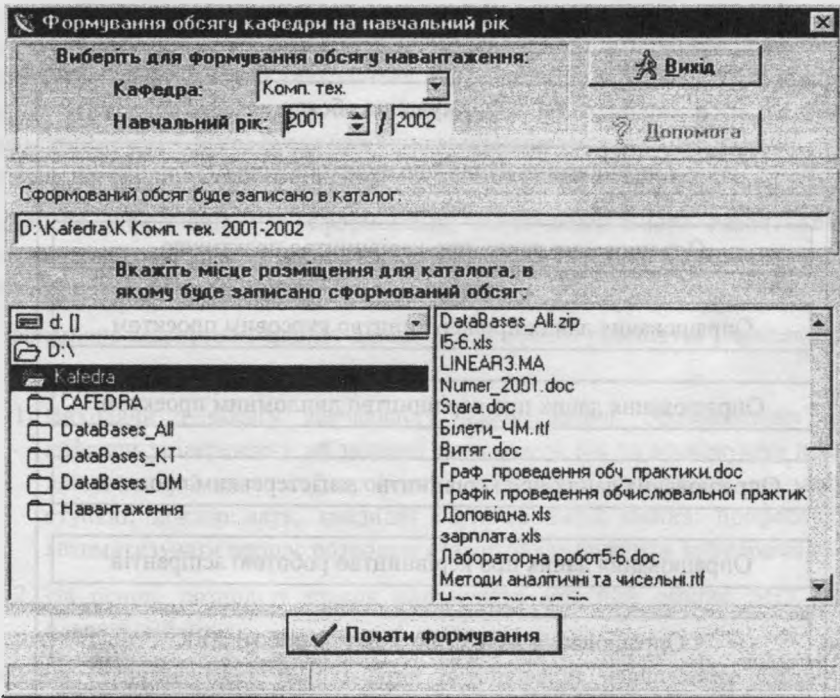 Формування обсягу кафедри на навчальний рік
Виберіть для формування обсягу навантаження:
Кафедра: Комп. тех.
Навчальний рік: 2001 / 2002
Вихід
Допомога
Сформований обсяг буде записано в каталог:
D:\Kafedra\К Комп. тех. 2001-2002
Вкажіть місце розміщення для каталога, в
якому буде записано сформований обсяг:
d: []
D:\
Kafedra
CAFEDRA
DataBases_All
DataBases_KT
DataBases_OM
Навантаження
DataBases_All.zip
I5-6.xls
LINEAR3.MA
Numer_2001.doc
Stara.doc
Білети_ЧМ.rtf
Витяг.doc
Граф_проведення обч_практики.doc
Графік проведення обчислювальної практик
Доповідна.xls
зарплата.xls
Лабораторна робот5-6.doc
Методи аналітичні та чисельні.rtf
Навантаження.zip
Почати формування